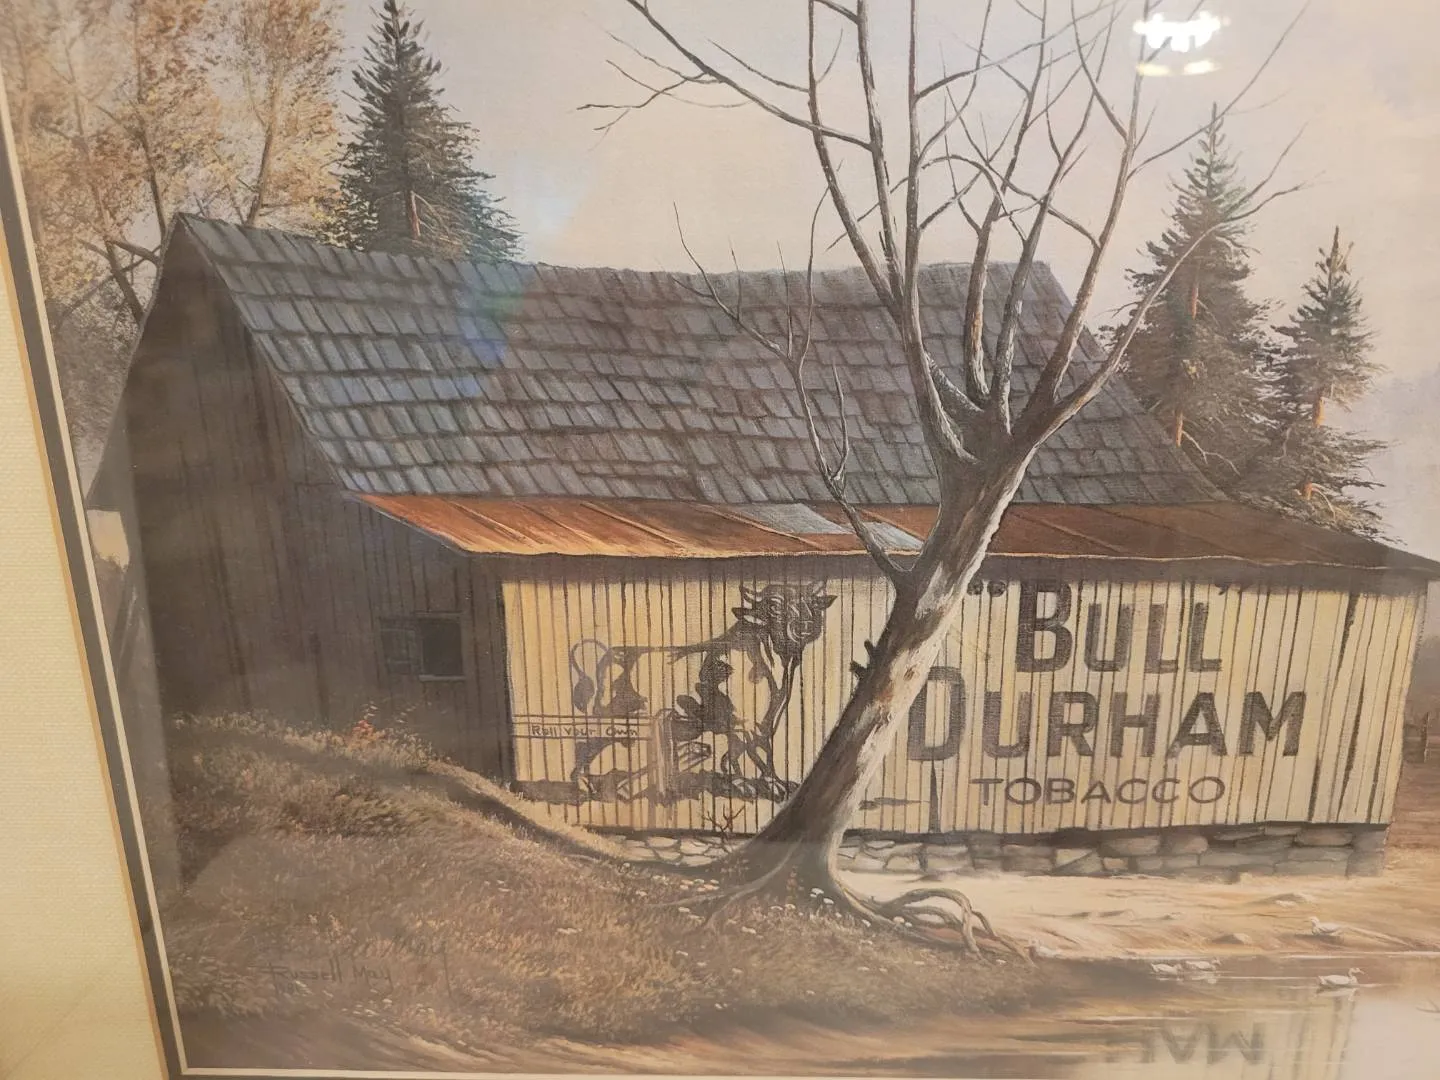 "BULL"
DURHAM
TOBACCO
Roll Your Own
Russell May